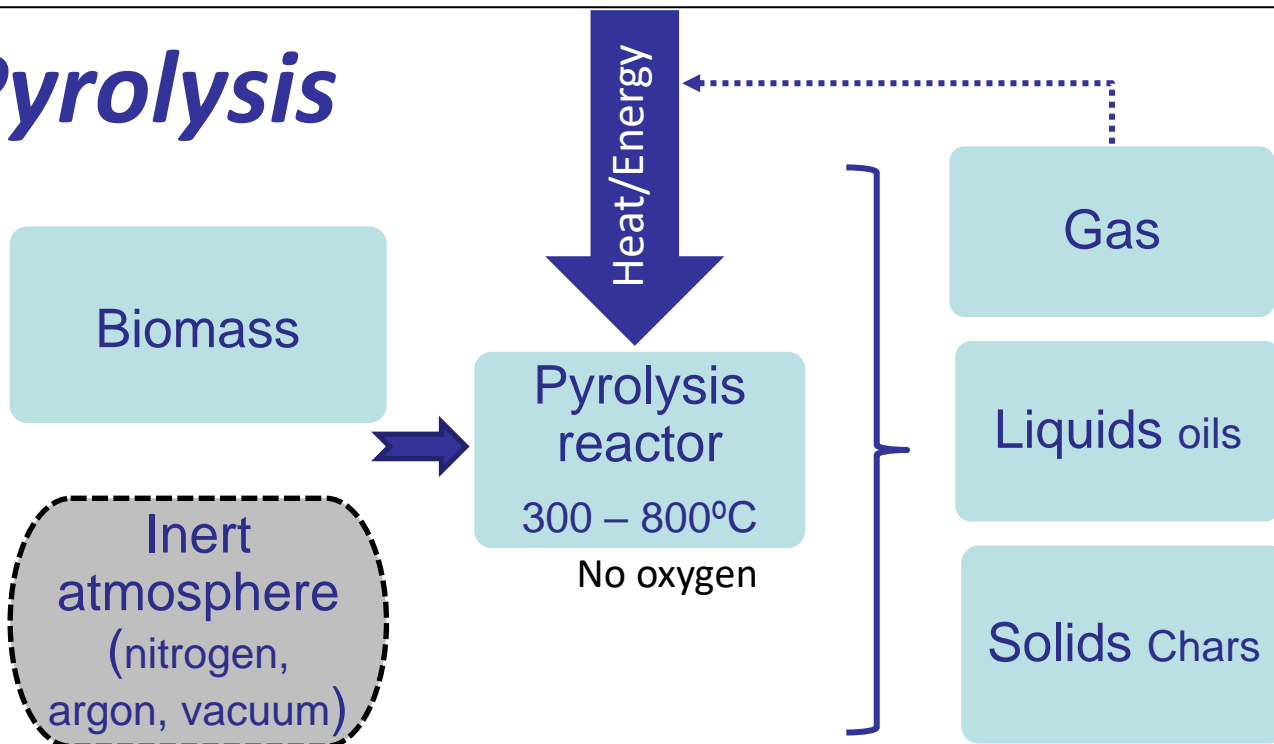 Pyrolysis
Heat/Energy
Biomass
Pyrolysis
reactor
300 – 800ºC
No oxygen
Inert
atmosphere
(nitrogen,
argon, vacuum)
Gas
Liquids oils
Solids Chars